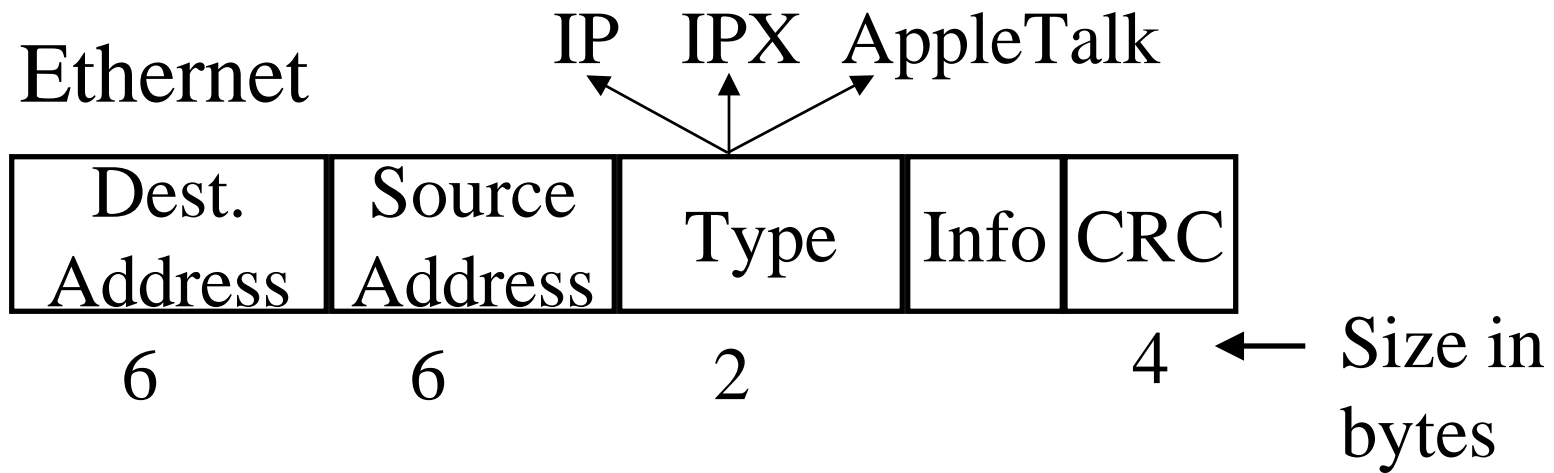 IP IPX AppleTalk
Ethernet
Dest. Address
Source Address
Type
Info
CRC
6 6 2 4
Size in
bytes